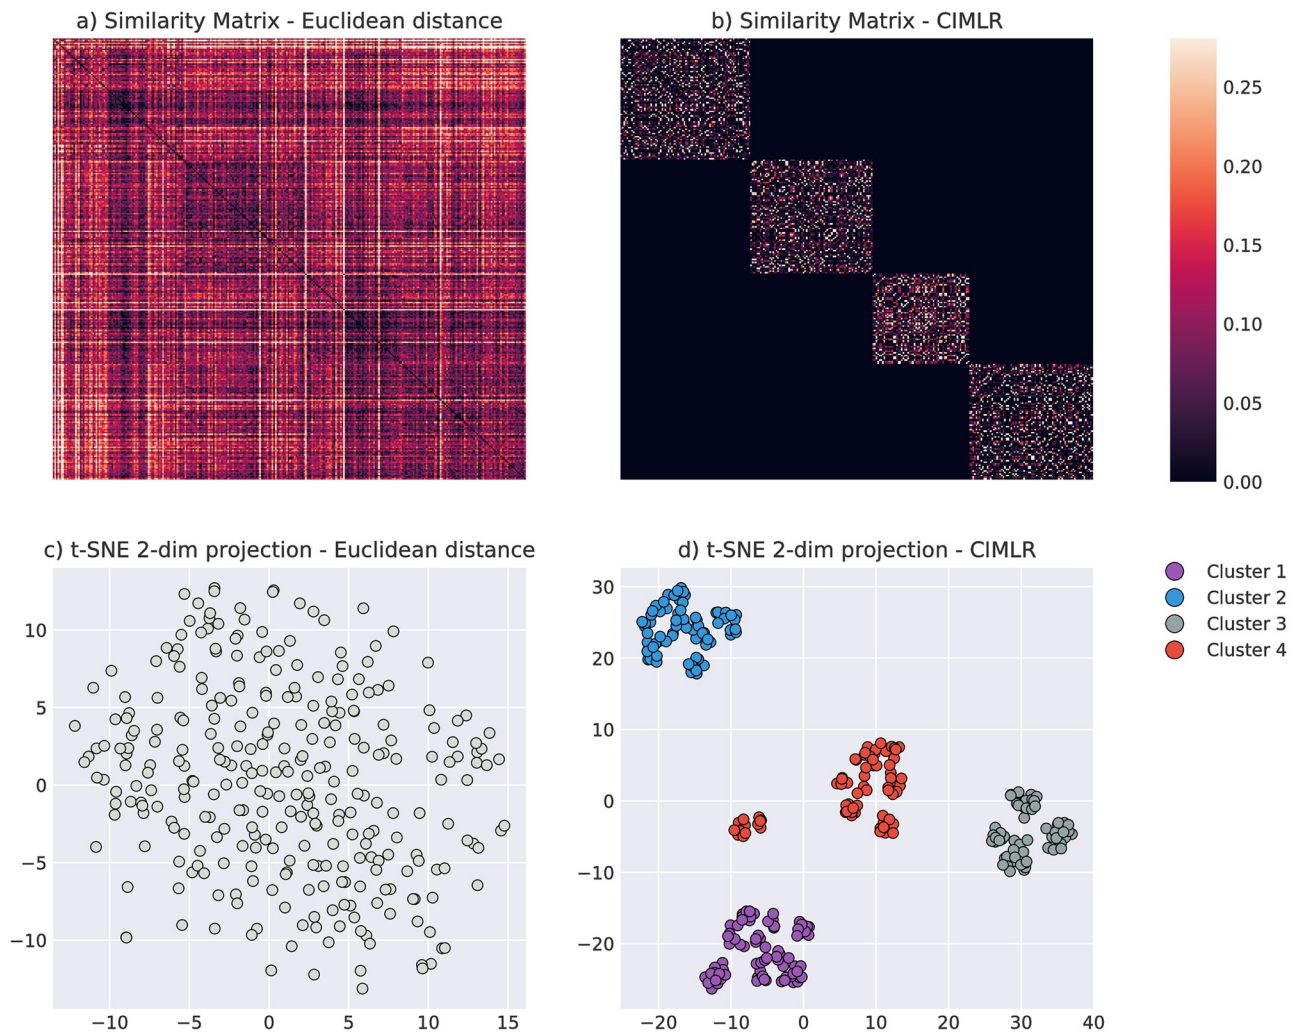 a) Similarity Matrix - Euclidean distance
b) Similarity Matrix - CIMLR
0.25
0.20
0.15
0.10
0.05
0.00
c) t-SNE 2-dim projection - Euclidean distance
10
5
0
−5
−10
−10 −5 0 5 10 15
d) t-SNE 2-dim projection - CIMLR
30
20
10
0
−10
−20
−20 −10 0 10 20 30 40
Cluster 1
Cluster 2
Cluster 3
Cluster 4